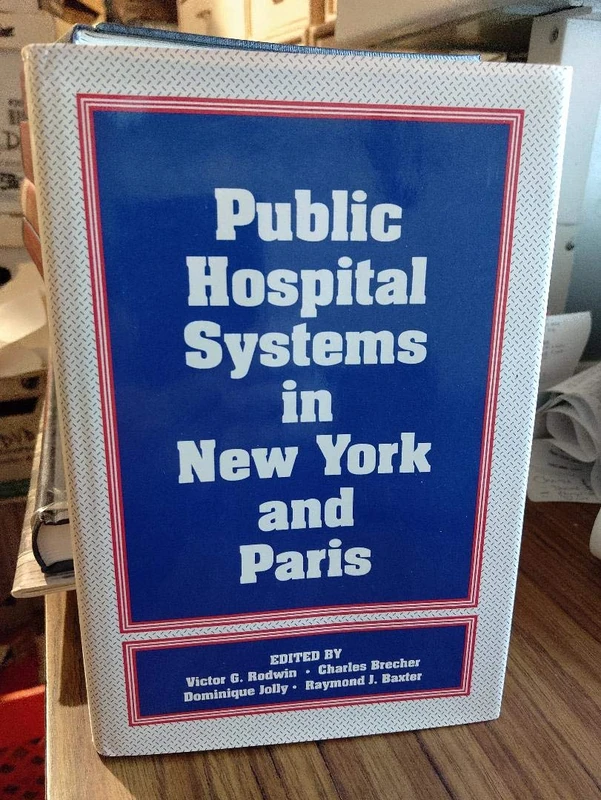 Public
Hospital
Systems
in
New York
and
Paris
EDITED BY
Victor G. Rodwin • Charles Brecher
Dominique Jolly • Raymond J. Baxter